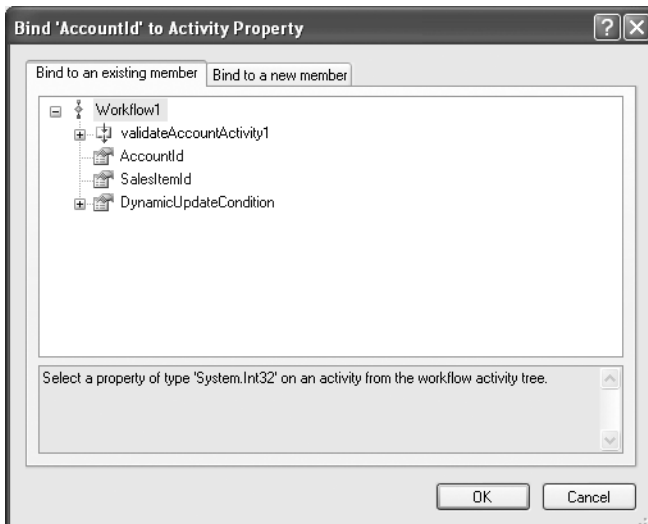 Bind 'AccountId' to Activity Property
Bind to an existing member
Bind to a new member
Workflow1
validateAccountActivity1
AccountId
SalesItemId
DynamicUpdateCondition
Select a property of type 'System.Int32' on an activity from the workflow activity tree.
OK
Cancel